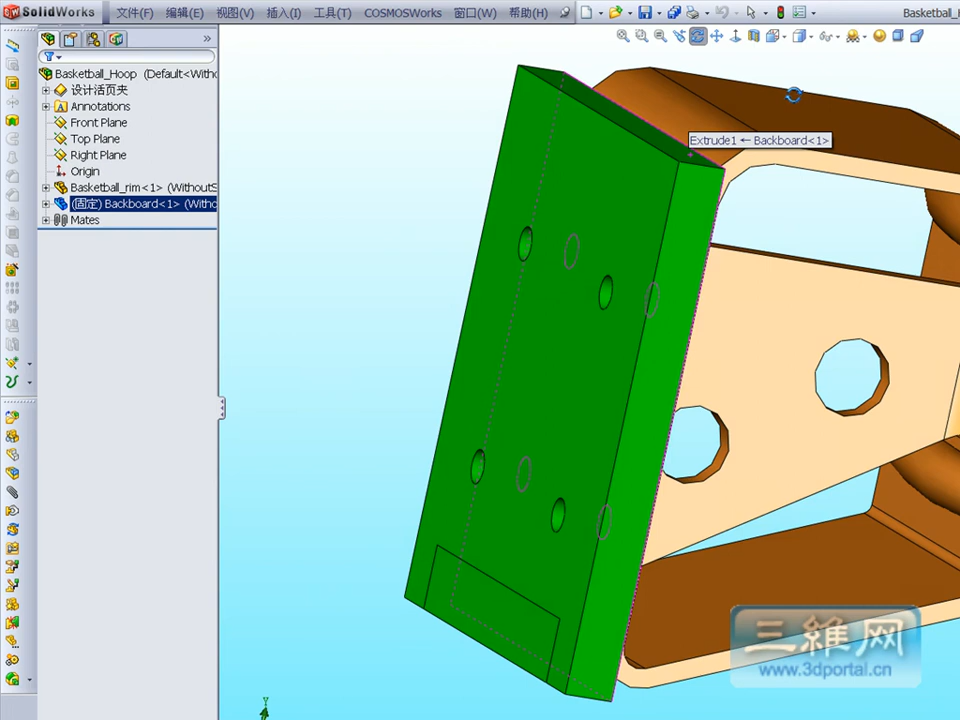 SolidWorks 文件(F) 编辑(E) 视图(V) 插入(I) 工具(T) COSMOSWorks 窗口(W) 帮助(H) Basketball_H
Basketball_Hoop (Default<Witho
设计活页夹
Annotations
Front Plane
Top Plane
Right Plane
Origin
Basketball_rim<1> (WithoutS
(固定) Backboard<1> (Witho
Mates
Extrude1 ← Backboard<1>
三維网
www.3dportal.cn
Y